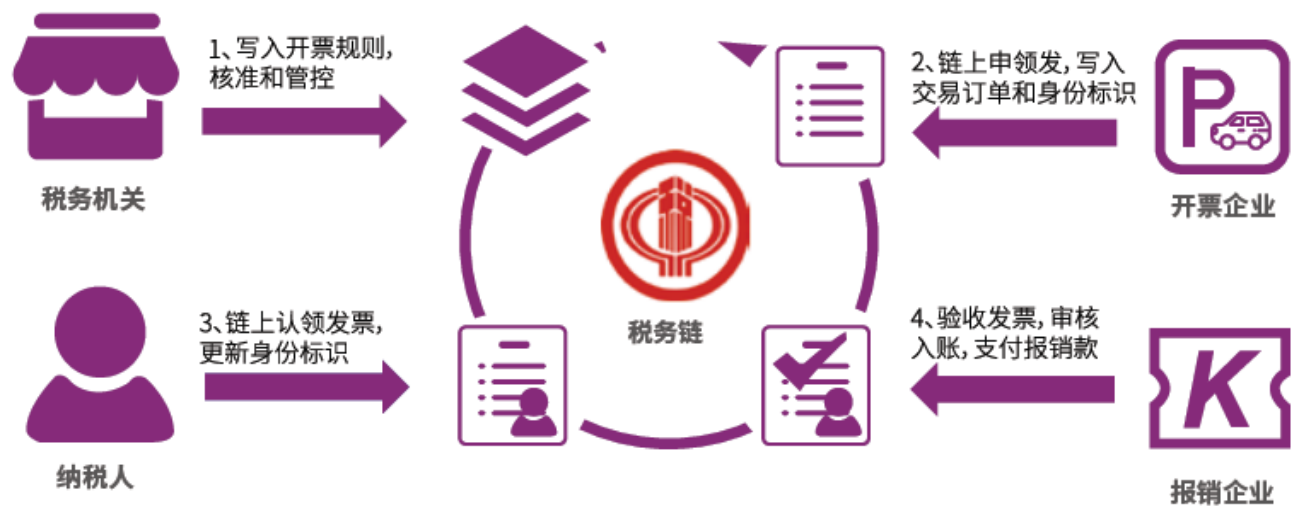 1、写入开票规则,
核准和管控
税务机关
2、链上申领发, 写入
交易订单和身份标识
开票企业
税务链
3、链上认领发票,
更新身份标识
纳税人
4、验收发票, 审核
入账, 支付报销款
K
报销企业
P